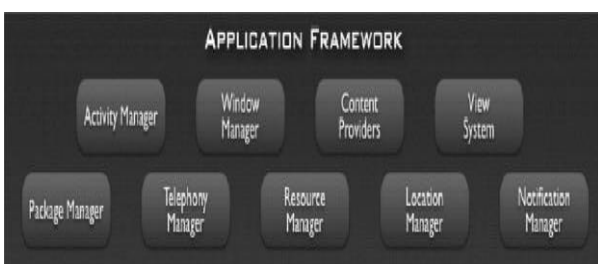 APPLICATION FRAMEWORK
Activity Manager
Window
Manager
Content
Providers
View
System
Package Manager
Telephony
Manager
Resource
Manager
Location
Manager
Notification
Manager